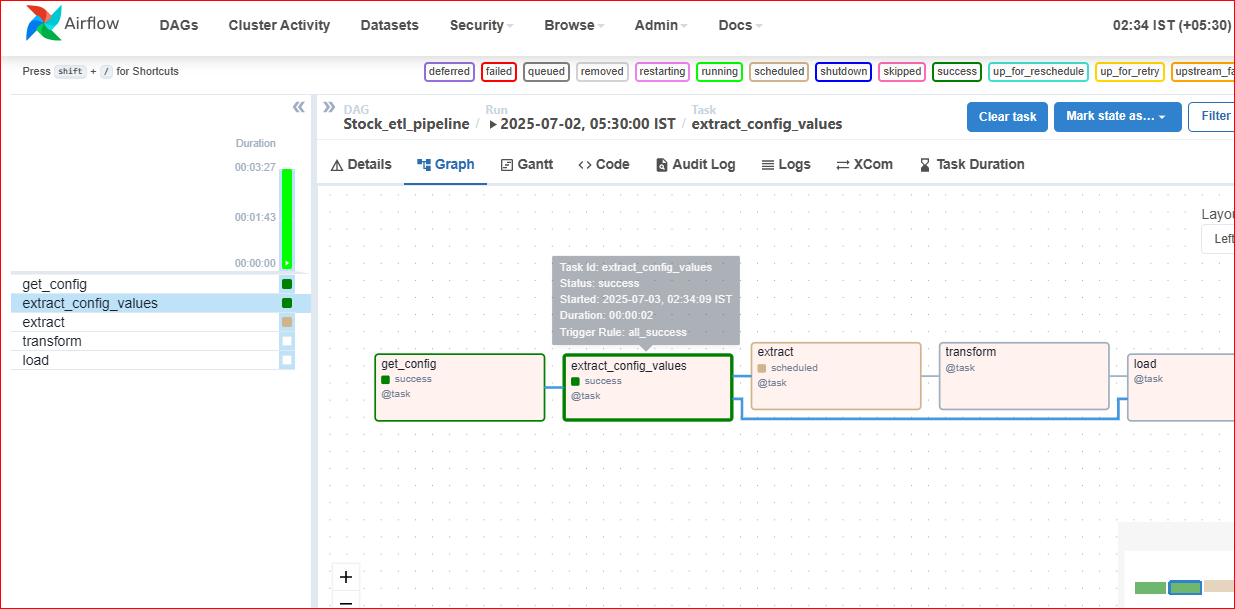 Airflow
DAGs Cluster Activity Datasets Security Browse Admin Docs 02:34 IST (+05:30)
Press shift + / for Shortcuts
deferred failed queued removed restarting running scheduled shutdown skipped success up_for_reschedule up_for_retry upstream_fa
DAG Run Task
Stock_etl_pipeline / 2025-07-02, 05:30:00 IST / extract_config_values
Clear task Mark state as... Filter
Details Graph Gantt Code Audit Log Logs XCom Task Duration
Duration
00:03:27
00:01:43
00:00:00
get_config
extract_config_values
extract
transform
load
Layou
Left
Task Id: extract_config_values
Status: success
Started: 2025-07-03, 02:34:09 IST
Duration: 00:00:02
Trigger Rule: all_success
get_config
success
@task
extract_config_values
success
@task
extract
scheduled
@task
transform
@task
load
@task